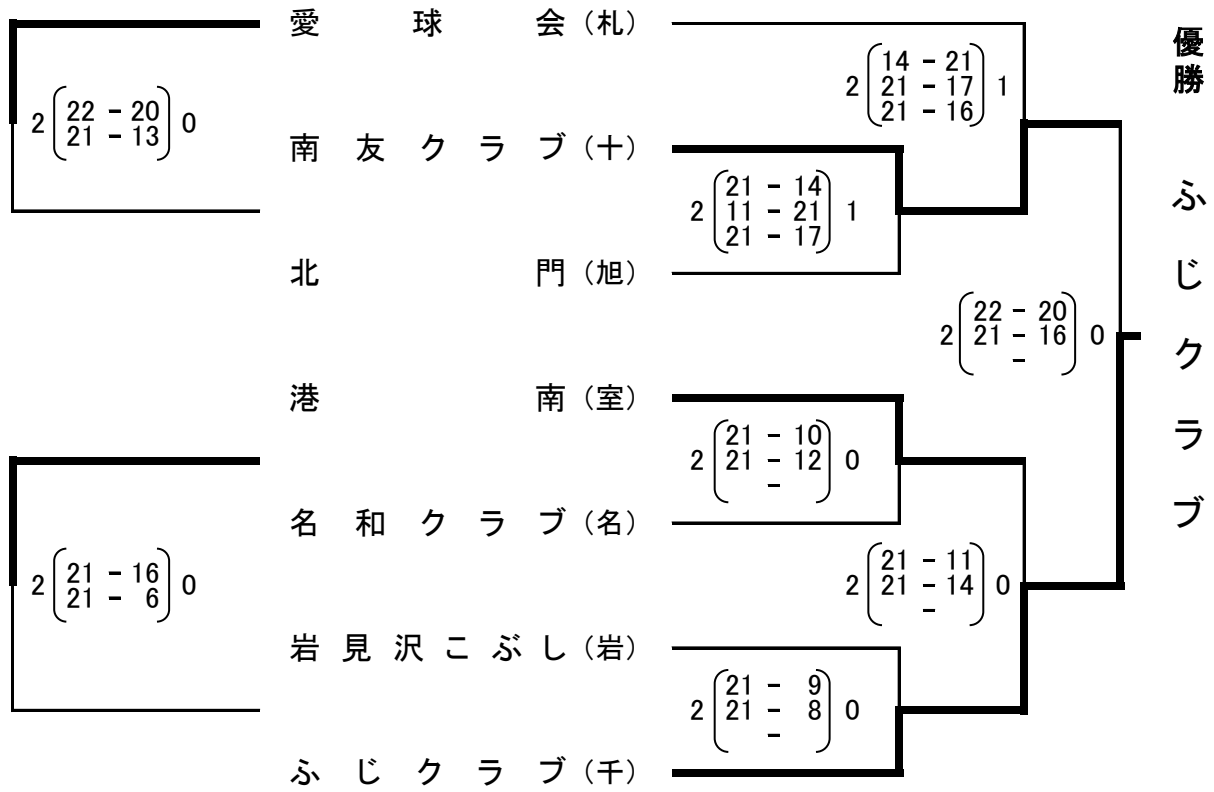 愛球会（札）
2 14 - 21 1
21 - 17
21 - 16
2 22 - 20 0
21 - 13
南友クラブ（十）
2 21 - 14 1
11 - 21
21 - 17
北門（旭）
2 22 - 20 0
21 - 16
-
港南（室）
2 21 - 10 0
21 - 12
-
名和クラブ（名）
2 21 - 16 0
21 - 6
2 21 - 11 0
21 - 14
-
岩見沢こぶし（岩）
2 21 - 9 0
21 - 8
-
ふじクラブ（千）
優勝 ふじクラブ